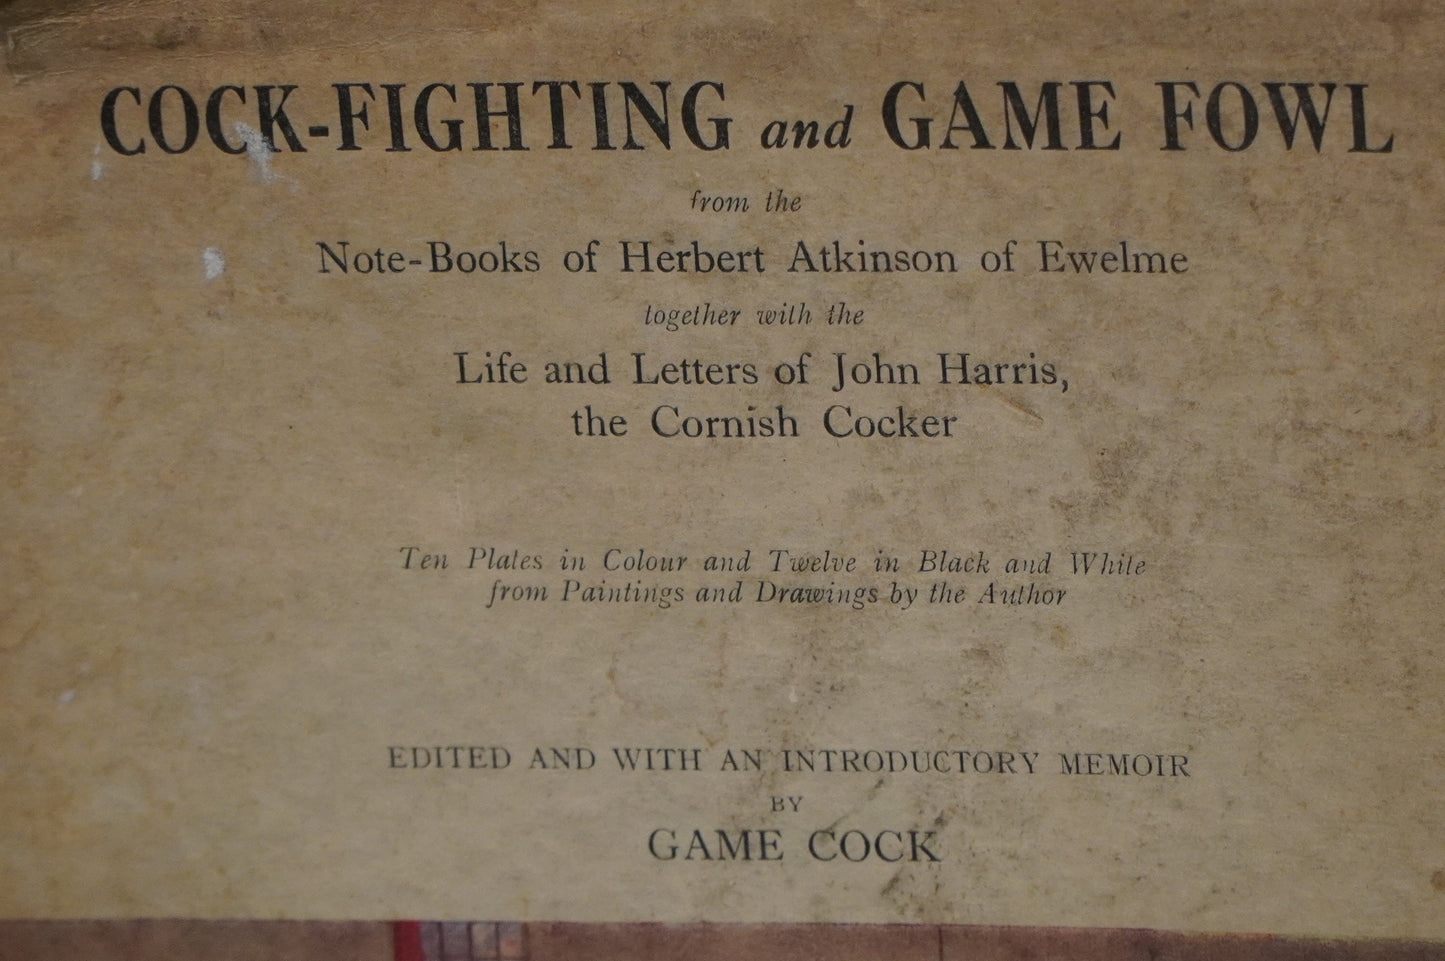 COCK-FIGHTING and GAME FOWL
from the
Note-Books of Herbert Atkinson of Ewelme
together with the
Life and Letters of John Harris,
the Cornish Cocker
Ten Plates in Colour and Twelve in Black and White
from Paintings and Drawings by the Author
EDITED AND WITH AN INTRODUCTORY MEMOIR
BY
GAME COCK